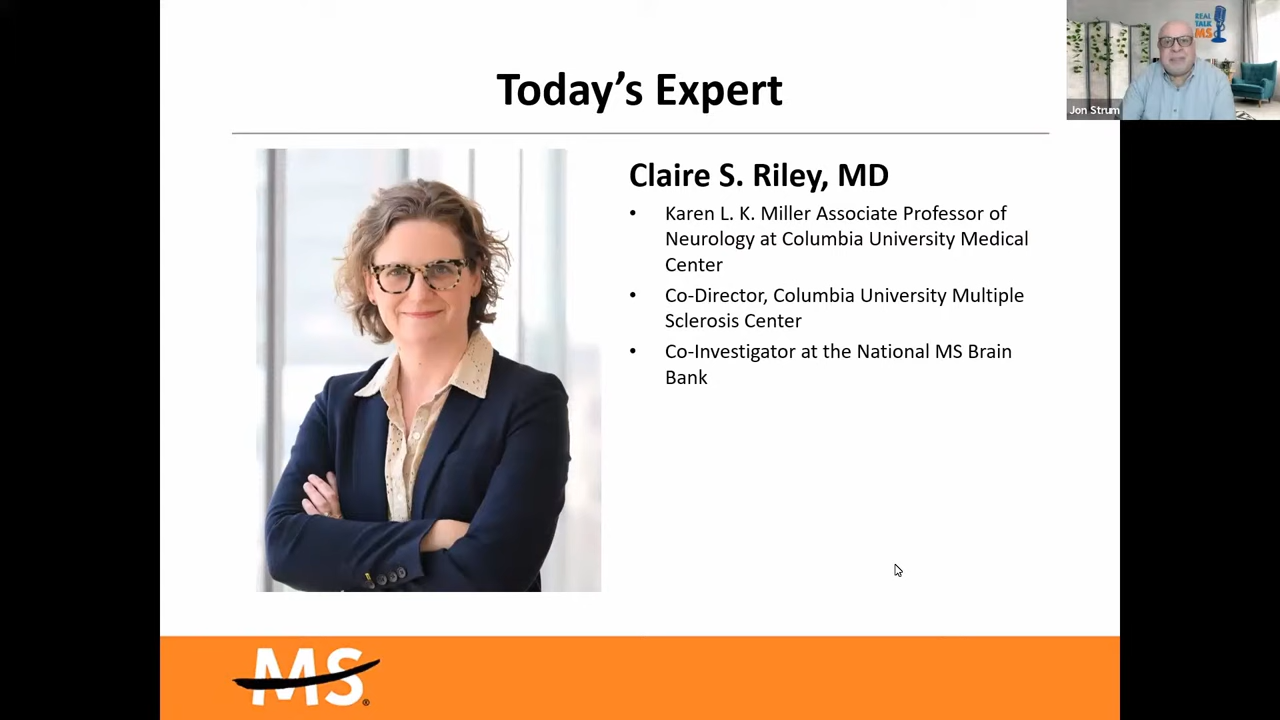 Today's Expert
REAL
TALK
MS
Jon Strum
Claire S. Riley, MD
• Karen L. K. Miller Associate Professor of
Neurology at Columbia University Medical
Center
• Co-Director, Columbia University Multiple
Sclerosis Center
• Co-Investigator at the National MS Brain
Bank
MS®